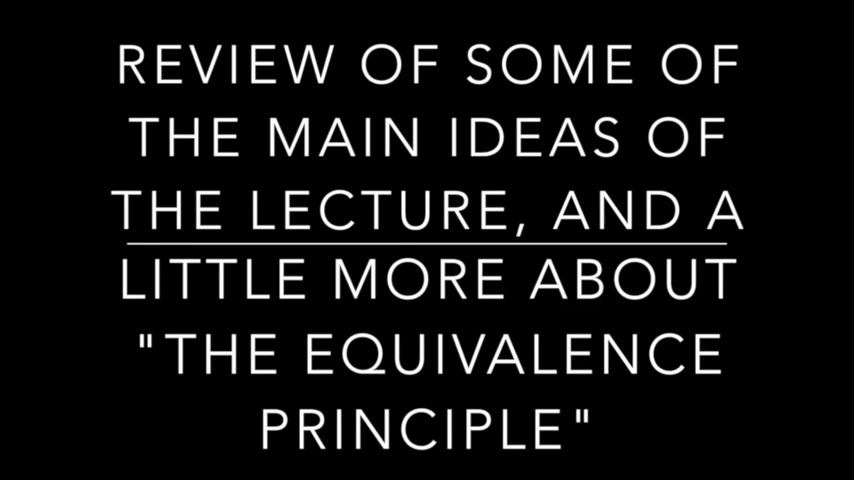 REVIEW OF SOME OF
THE MAIN IDEAS OF
THE LECTURE, AND A
LITTLE MORE ABOUT
"THE EQUIVALENCE
PRINCIPLE"